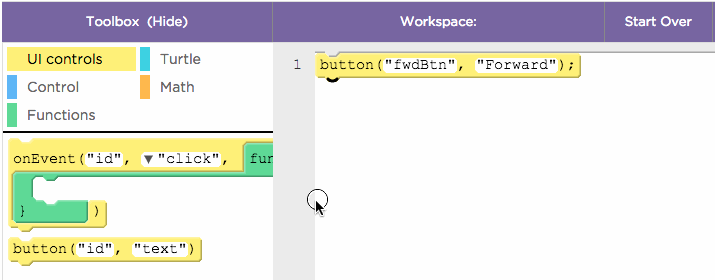 Toolbox (Hide)
Workspace:
Start Over
UI controls
Turtle
Control
Math
Functions
onEvent("id", ▼"click", fun
}
)
button("id", "text")
1 button("fwdBtn", "Forward");